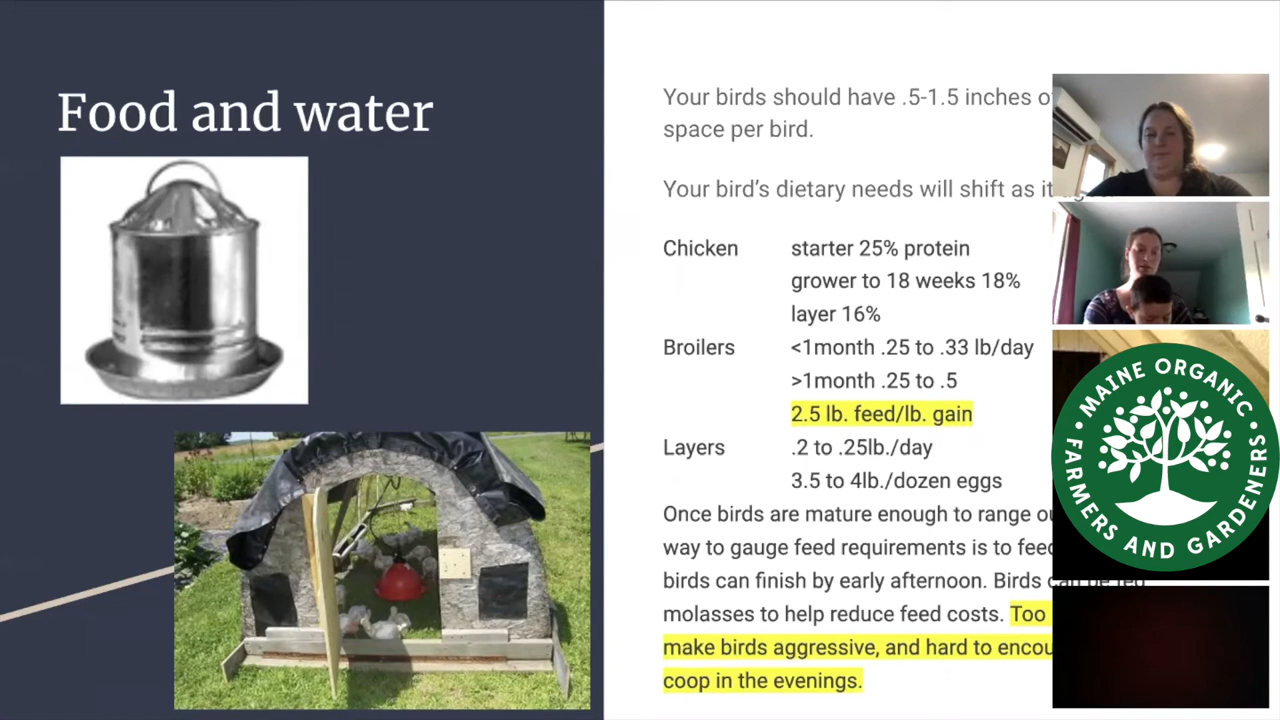 Food and water
Your birds should have .5-1.5 inches
space per bird.
Your bird's dietary needs will shift as it
Chicken starter 25% protein
grower to 18 weeks 18%
layer 16%
Broilers <1month .25 to .33 lb/day
>1month .25 to .5
2.5 lb. feed/lb. gain
Layers .2 to .25lb./day
3.5 to 4lb./dozen eggs
Once birds are mature enough to range
way to gauge feed requirements is to
birds can finish by early afternoon. Birds can be fed
molasses to help reduce feed costs. Too
make birds aggressive, and hard to
coop in the evenings.
MAINE ORGANIC
FARMERS AND GARDENERS